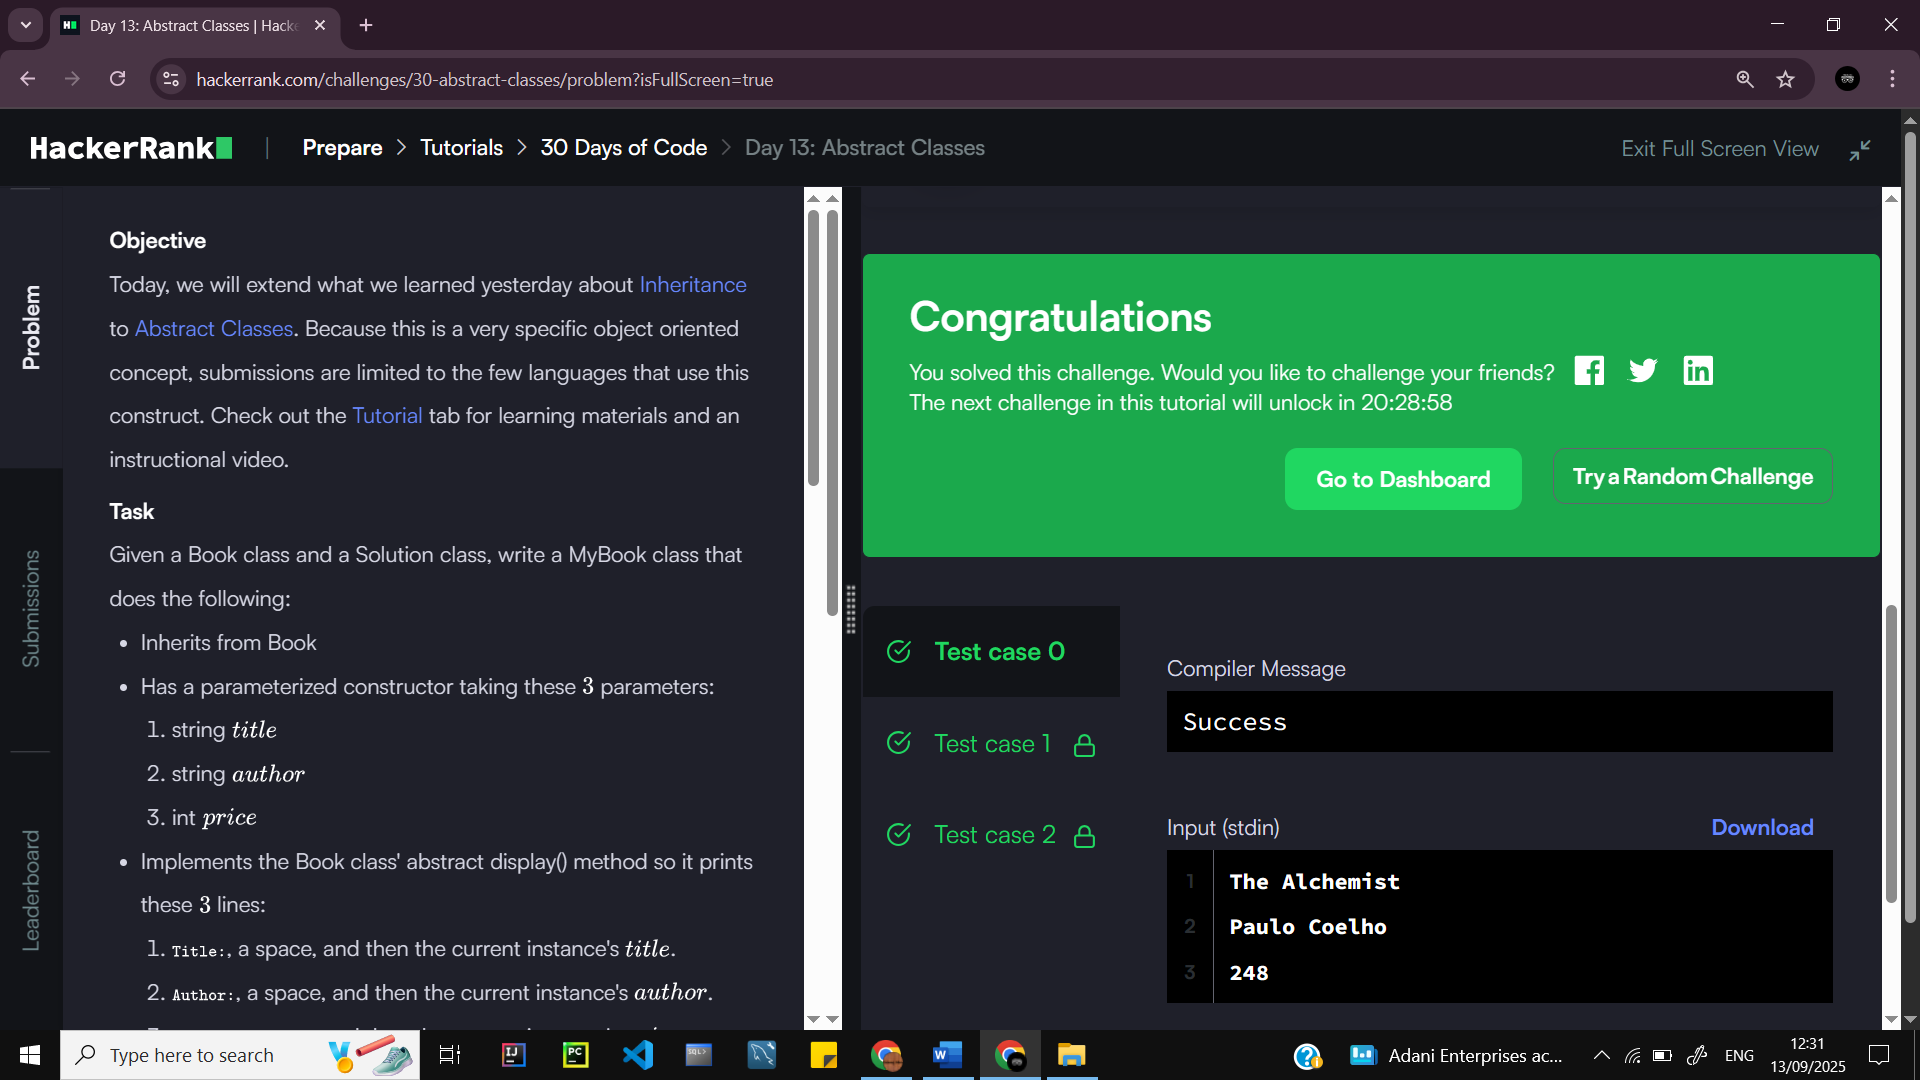 Day 13: Abstract Classes | Hacke
hackerrank.com/challenges/30-abstract-classes/problem?isFullScreen=true
HackerRank
Prepare > Tutorials > 30 Days of Code > Day 13: Abstract Classes
Exit Full Screen View
Problem
Submissions
Leaderboard
Objective
Today, we will extend what we learned yesterday about Inheritance
to Abstract Classes. Because this is a very specific object oriented
concept, submissions are limited to the few languages that use this
construct. Check out the Tutorial tab for learning materials and an
instructional video.
Task
Given a Book class and a Solution class, write a MyBook class that
does the following:
• Inherits from Book
• Has a parameterized constructor taking these 3 parameters:
1. string title
2. string author
3. int price
• Implements the Book class' abstract display() method so it prints
these 3 lines:
1. Title:, a space, and then the current instance's title.
2. Author:, a space, and then the current instance's author.
Congratulations
You solved this challenge. Would you like to challenge your friends?
The next challenge in this tutorial will unlock in 20:28:58
Go to Dashboard
Try a Random Challenge
Test case 0
Test case 1
Test case 2
Compiler Message
Success
Input (stdin)
Download
1 The Alchemist
2 Paulo Coelho
3 248
Type here to search
Adani Enterprises ac...
ENG
12:31
13/09/2025